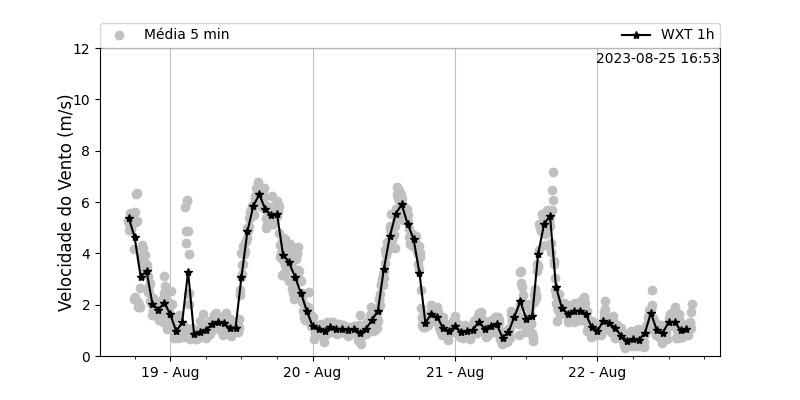 Média 5 min
WXT 1h
2023-08-25 16:53
Velocidade do Vento (m/s)
12
10
8
6
4
2
0
19 - Aug
20 - Aug
21 - Aug
22 - Aug